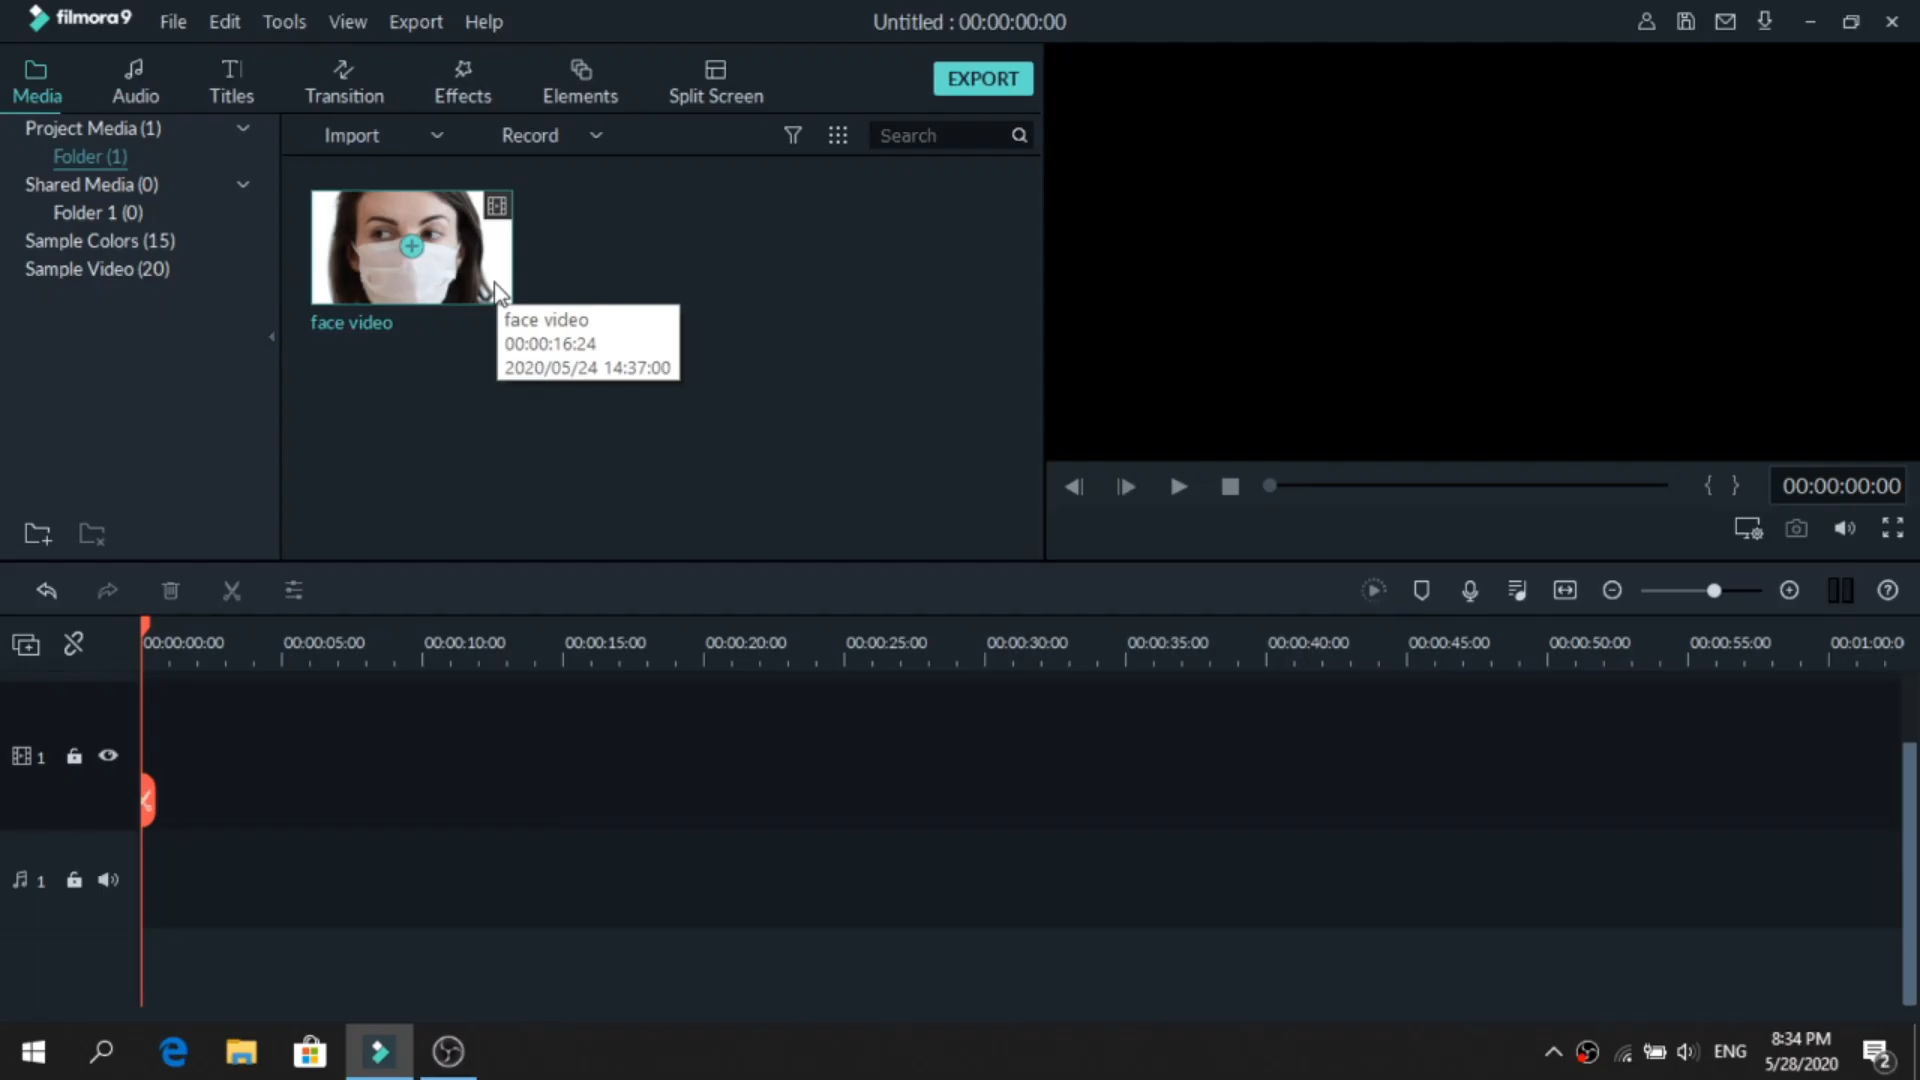 filmora9 File Edit Tools View Export Help Untitled : 00:00:00:00
Media Audio Titles Transition Effects Elements Split Screen EXPORT
Project Media (1)
Folder (1)
Shared Media (0)
Folder 1 (0)
Sample Colors (15)
Sample Video (20)
Import Record Search
face video
face video
00:00:16:24
2020/05/24 14:37:00
00:00:00:00
00:00:00:00 00:00:05:00 00:00:10:00 00:00:15:00 00:00:20:00 00:00:25:00 00:00:30:00 00:00:35:00 00:00:40:00 00:00:45:00 00:00:50:00 00:00:55:00 00:01:00:0
1
1
ENG
8:34 PM
5/28/2020
2